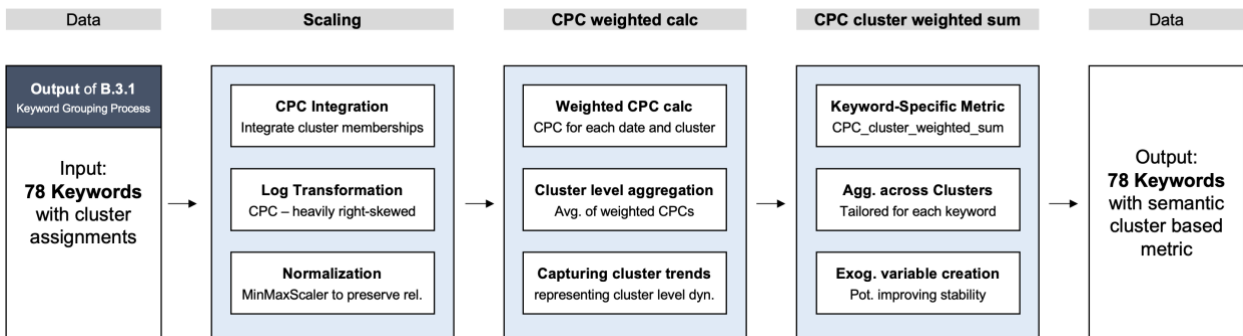 Data
Scaling
CPC weighted calc
CPC cluster weighted sum
Data
Output of B.3.1
Keyword Grouping Process
Input:
78 Keywords
with cluster
assignments
CPC Integration
Integrate cluster memberships
Log Transformation
CPC – heavily right-skewed
Normalization
MinMaxScaler to preserve rel.
Weighted CPC calc
CPC for each date and cluster
Cluster level aggregation
Avg. of weighted CPCs
Capturing cluster trends
representing cluster level dyn.
Keyword-Specific Metric
CPC_cluster_weighted_sum
Agg. across Clusters
Tailored for each keyword
Exog. variable creation
Pot. improving stability
Output:
78 Keywords
with semantic
cluster based
metric